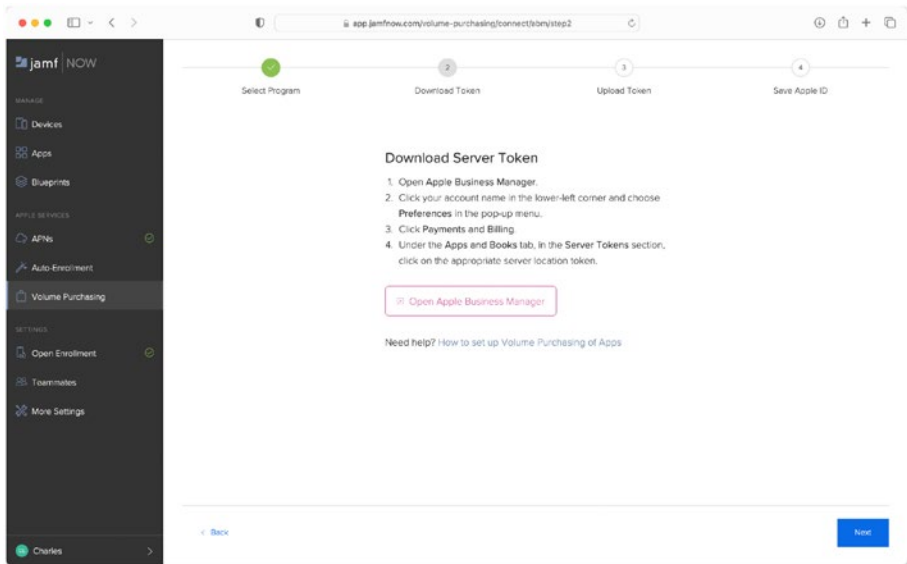 app.jamfnow.com/volume-purchasing/connect/abm/step2
jamf NOW
2
3
4
Select Program
Download Token
Upload Token
Save Apple ID
MANAGE
Devices
Apps
Blueprints
APPLE SERVICES
APNs
Auto-Enrollment
Volume Purchasing
SETTINGS
Open Enrollment
Teammates
More Settings
Charles
Download Server Token
1. Open Apple Business Manager.
2. Click your account name in the lower-left corner and choose
Preferences in the pop-up menu.
3. Click Payments and Billing.
4. Under the Apps and Books tab, in the Server Tokens section,
click on the appropriate server location token.
Open Apple Business Manager
Need help? How to set up Volume Purchasing of Apps
< Back
Next